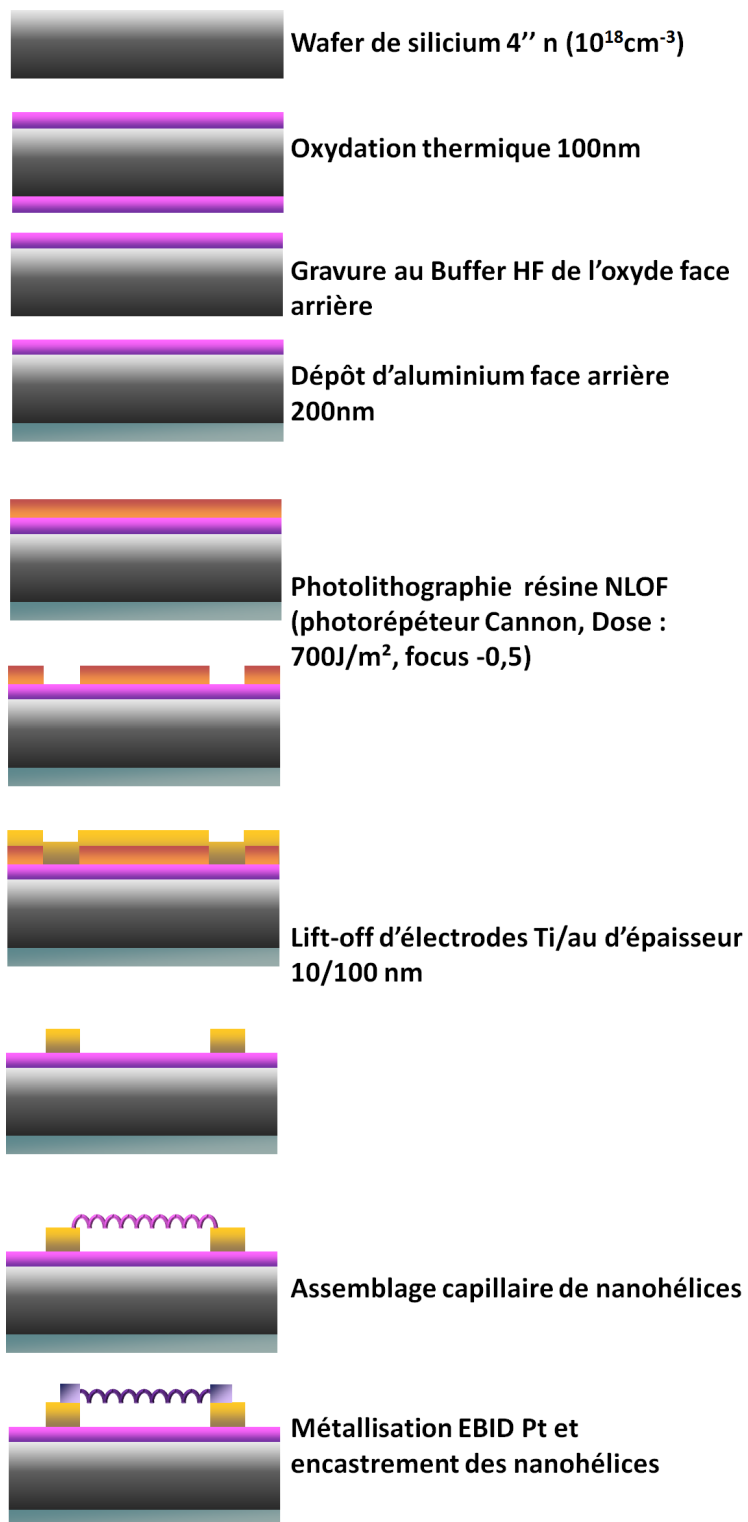 Wafer de silicium 4’’ n (10¹⁸cm⁻³)
Oxydation thermique 100nm
Gravure au Buffer HF de l’oxyde face
arrière
Dépôt d’aluminium face arrière
200nm
Photolithographie résine NLOF
(photorépéteur Cannon, Dose :
700J/m², focus -0,5)
Lift-off d’électrodes Ti/au d’épaisseur
10/100 nm
Assemblage capillaire de nanohélices
Métallisation EBID Pt et
encastrement des nanohélices